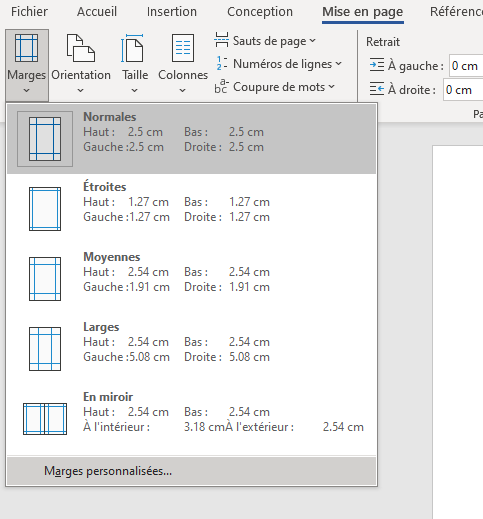 Fichier Accueil Insertion Conception Mise en page Référenc
Marges Orientation Taille Colonnes
Sauts de page
Numéros de lignes
Coupure de mots
Retrait
À gauche : 0 cm
À droite : 0 cm
Pa
Normales
Haut : 2.5 cm Bas : 2.5 cm
Gauche :2.5 cm Droite : 2.5 cm
Étroites
Haut : 1.27 cm Bas : 1.27 cm
Gauche :1.27 cm Droite : 1.27 cm
Moyennes
Haut : 2.54 cm Bas : 2.54 cm
Gauche :1.91 cm Droite : 1.91 cm
Larges
Haut : 2.54 cm Bas : 2.54 cm
Gauche :5.08 cm Droite : 5.08 cm
En miroir
Haut : 2.54 cm Bas : 2.54 cm
À l'intérieur : 3.18 cmÀ l'extérieur : 2.54 cm
Marges personnalisées...